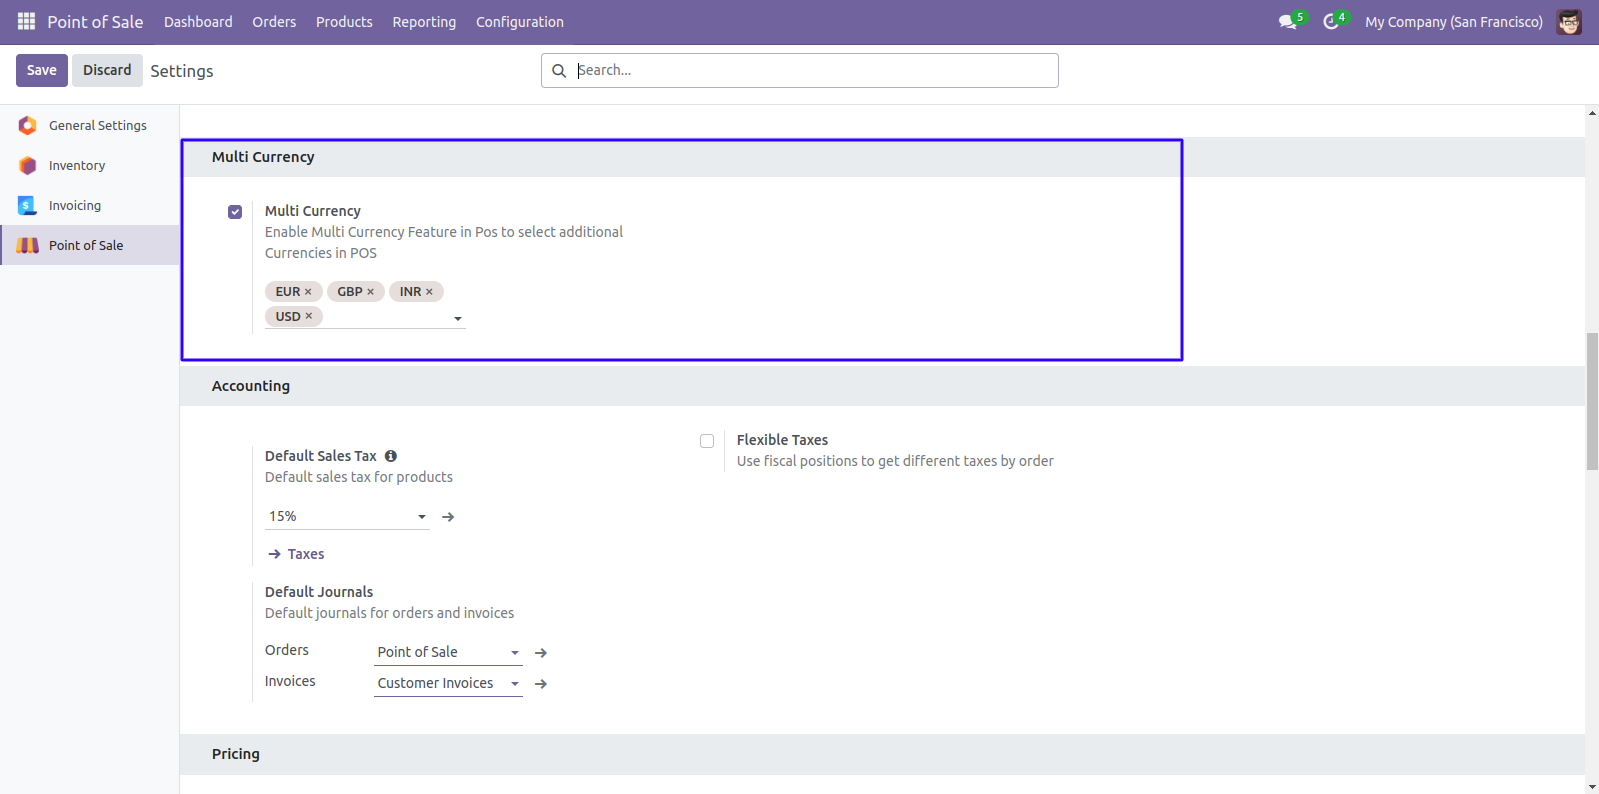 Point of Sale Dashboard Orders Products Reporting Configuration 5 4 My Company (San Francisco)
Save Discard Settings Search...
General Settings
Inventory
Invoicing
Point of Sale
Multi Currency
Multi Currency
Enable Multi Currency Feature in Pos to select additional
Currencies in POS
EUR × GBP × INR ×
USD ×
Accounting
Default Sales Tax
Default sales tax for products
15%
Taxes
Flexible Taxes
Use fiscal positions to get different taxes by order
Default Journals
Default journals for orders and invoices
Orders Point of Sale
Invoices Customer Invoices
Pricing